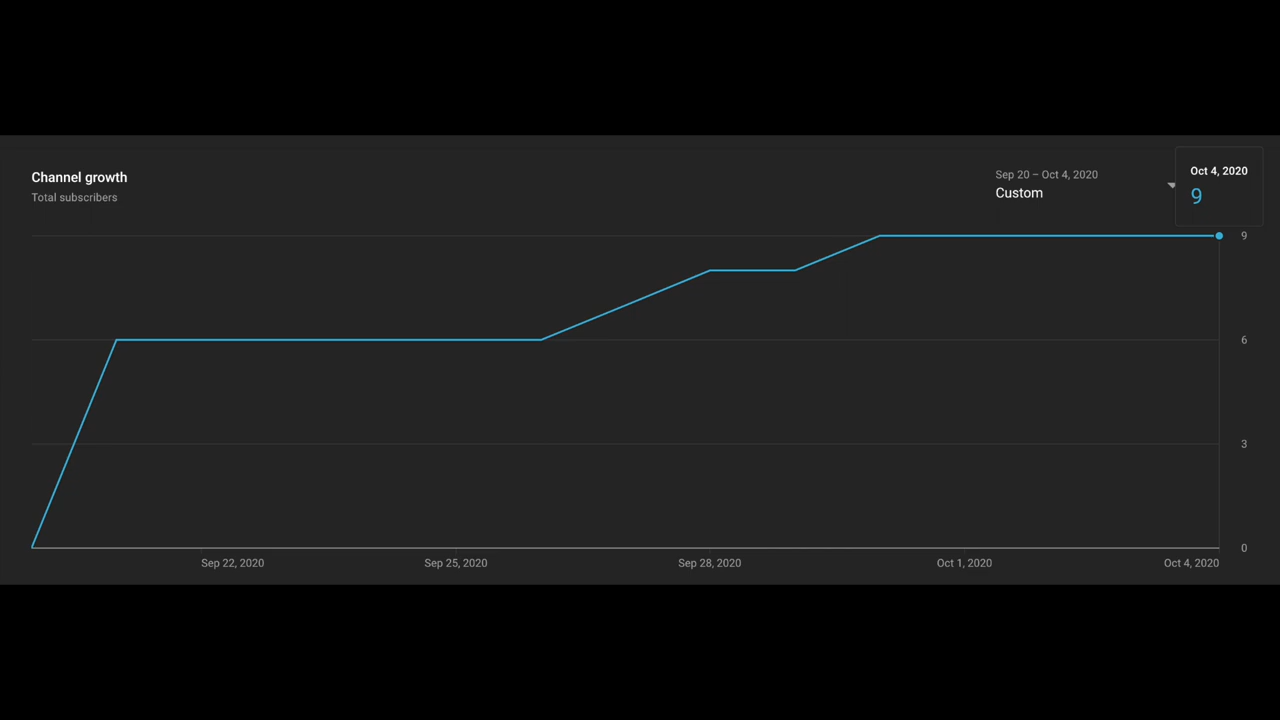 Channel growth
Total subscribers
Sep 20 – Oct 4, 2020
Custom
Oct 4, 2020
9
9
6
3
0
Sep 22, 2020
Sep 25, 2020
Sep 28, 2020
Oct 1, 2020
Oct 4, 2020